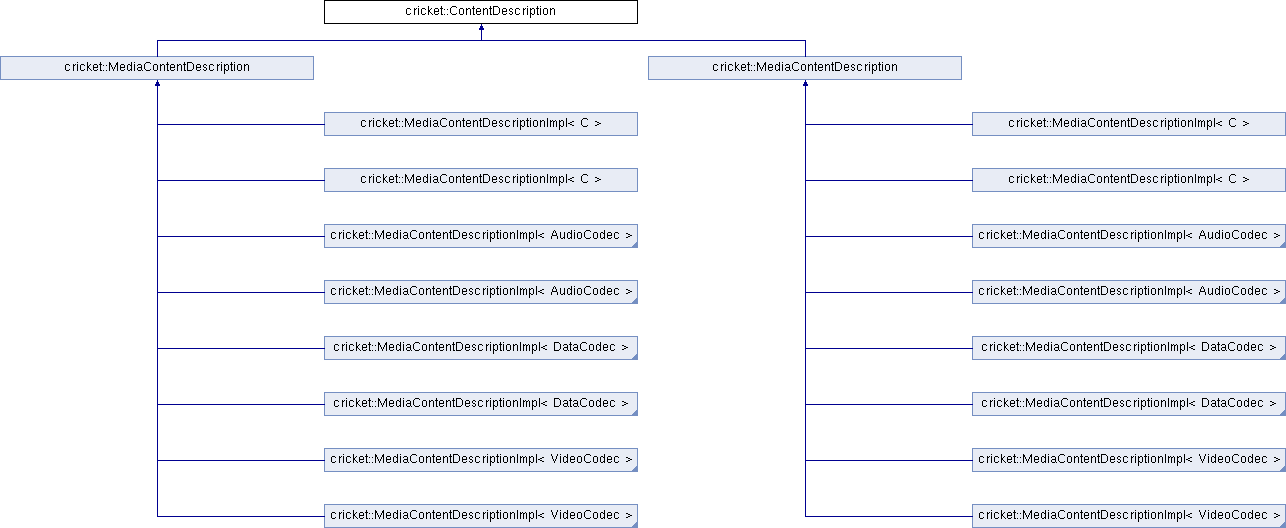 cricket::ContentDescription
cricket::MediaContentDescription
cricket::MediaContentDescription
cricket::MediaContentDescriptionImpl< C >
cricket::MediaContentDescriptionImpl< C >
cricket::MediaContentDescriptionImpl< C >
cricket::MediaContentDescriptionImpl< C >
cricket::MediaContentDescriptionImpl< AudioCodec >
cricket::MediaContentDescriptionImpl< AudioCodec >
cricket::MediaContentDescriptionImpl< AudioCodec >
cricket::MediaContentDescriptionImpl< AudioCodec >
cricket::MediaContentDescriptionImpl< DataCodec >
cricket::MediaContentDescriptionImpl< DataCodec >
cricket::MediaContentDescriptionImpl< DataCodec >
cricket::MediaContentDescriptionImpl< DataCodec >
cricket::MediaContentDescriptionImpl< VideoCodec >
cricket::MediaContentDescriptionImpl< VideoCodec >
cricket::MediaContentDescriptionImpl< VideoCodec >
cricket::MediaContentDescriptionImpl< VideoCodec >